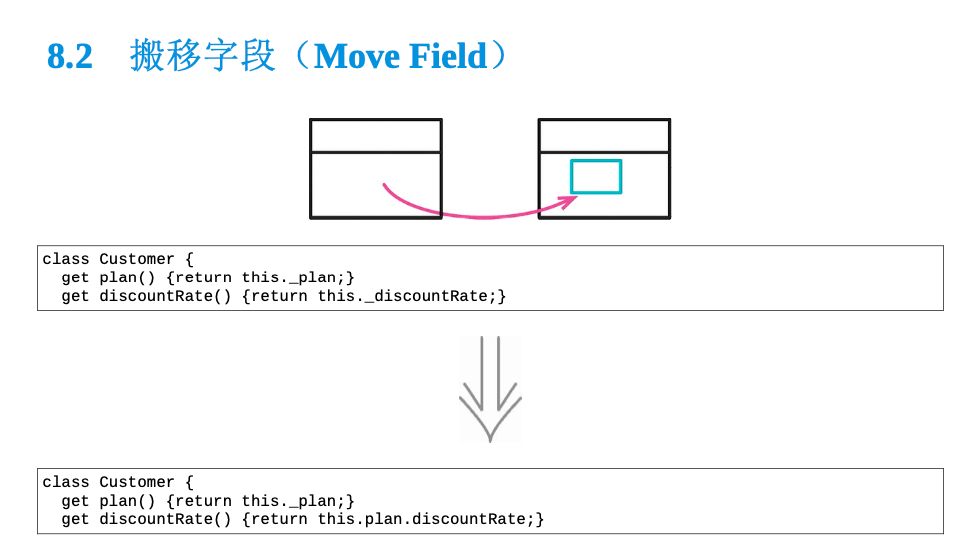 8.2 搬移字段（Move Field）
class Customer {
  get plan() {return this._plan;}
  get discountRate() {return this._discountRate;}
class Customer {
  get plan() {return this._plan;}
  get discountRate() {return this.plan.discountRate;}